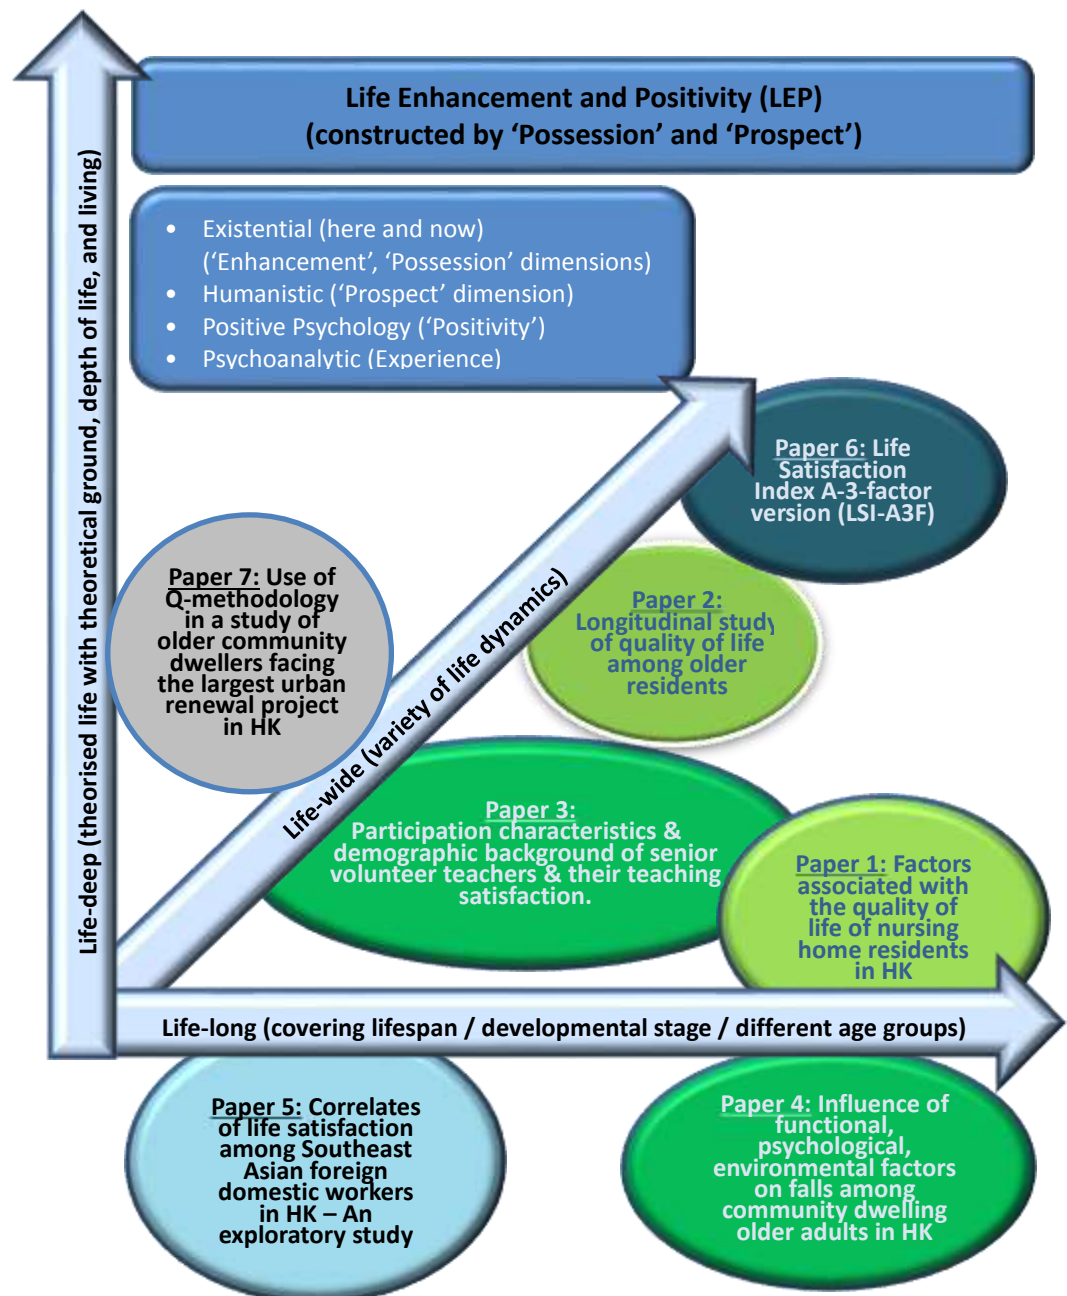 Life Enhancement and Positivity (LEP)
(constructed by ‘Possession’ and ‘Prospect’)
• Existential (here and now)
(‘Enhancement’, ‘Possession’ dimensions)
• Humanistic (‘Prospect’ dimension)
• Positive Psychology (‘Positivity’)
• Psychoanalytic (Experience)
Life-deep (theorised life with theoretical ground, depth of life, and living)
Paper 6: Life
Satisfaction
Index A-3-factor
version (LSI-A3F)
Paper 7: Use of
Q-methodology
in a study of
older community
dwellers facing
the largest urban
renewal project
in HK
Life-wide (variety of life dynamics)
Paper 2:
Longitudinal study
of quality of life
among older
residents
Paper 3:
Participation characteristics &
demographic background of senior
volunteer teachers & their teaching
satisfaction.
Paper 1: Factors
associated with
the quality of
life of nursing
home residents
in HK
Life-long (covering lifespan / developmental stage / different age groups)
Paper 5: Correlates
of life satisfaction
among Southeast
Asian foreign
domestic workers
in HK – An
exploratory study
Paper 4: Influence of
functional,
psychological,
environmental factors
on falls among
community dwelling
older adults in HK